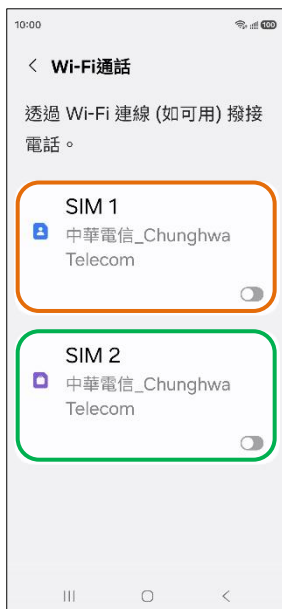 10:00
100
Wi-Fi通話
透過 Wi-Fi 連線 (如可用) 撥接
電話。
SIM 1
中華電信_Chunghwa
Telecom
SIM 2
中華電信_Chunghwa
Telecom